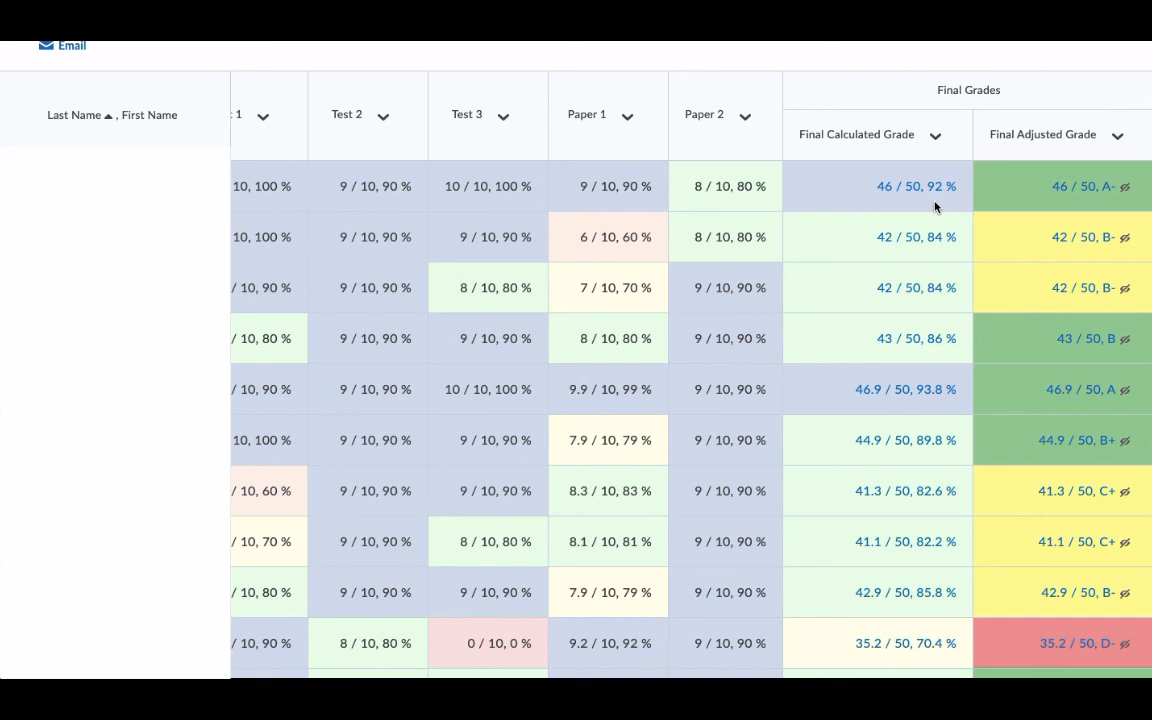 Email
Final Grades
Last Name , First Name : 1 Test 2 Test 3 Paper 1 Paper 2
Final Calculated Grade Final Adjusted Grade
10, 100 % 9 / 10, 90 % 10 / 10, 100 % 9 / 10, 90 % 8 / 10, 80 % 46 / 50, 92 % 46 / 50, A-
10, 100 % 9 / 10, 90 % 9 / 10, 90 % 6 / 10, 60 % 8 / 10, 80 % 42 / 50, 84 % 42 / 50, B-
/ 10, 90 % 9 / 10, 90 % 8 / 10, 80 % 7 / 10, 70 % 9 / 10, 90 % 42 / 50, 84 % 42 / 50, B-
/ 10, 80 % 9 / 10, 90 % 9 / 10, 90 % 8 / 10, 80 % 9 / 10, 90 % 43 / 50, 86 % 43 / 50, B
/ 10, 90 % 9 / 10, 90 % 10 / 10, 100 % 9.9 / 10, 99 % 9 / 10, 90 % 46.9 / 50, 93.8 % 46.9 / 50, A
10, 100 % 9 / 10, 90 % 9 / 10, 90 % 7.9 / 10, 79 % 9 / 10, 90 % 44.9 / 50, 89.8 % 44.9 / 50, B+
/ 10, 60 % 9 / 10, 90 % 9 / 10, 90 % 8.3 / 10, 83 % 9 / 10, 90 % 41.3 / 50, 82.6 % 41.3 / 50, C+
/ 10, 70 % 9 / 10, 90 % 8 / 10, 80 % 8.1 / 10, 81 % 9 / 10, 90 % 41.1 / 50, 82.2 % 41.1 / 50, C+
/ 10, 80 % 9 / 10, 90 % 9 / 10, 90 % 7.9 / 10, 79 % 9 / 10, 90 % 42.9 / 50, 85.8 % 42.9 / 50, B-
/ 10, 90 % 8 / 10, 80 % 0 / 10, 0 % 9.2 / 10, 92 % 9 / 10, 90 % 35.2 / 50, 70.4 % 35.2 / 50, D-